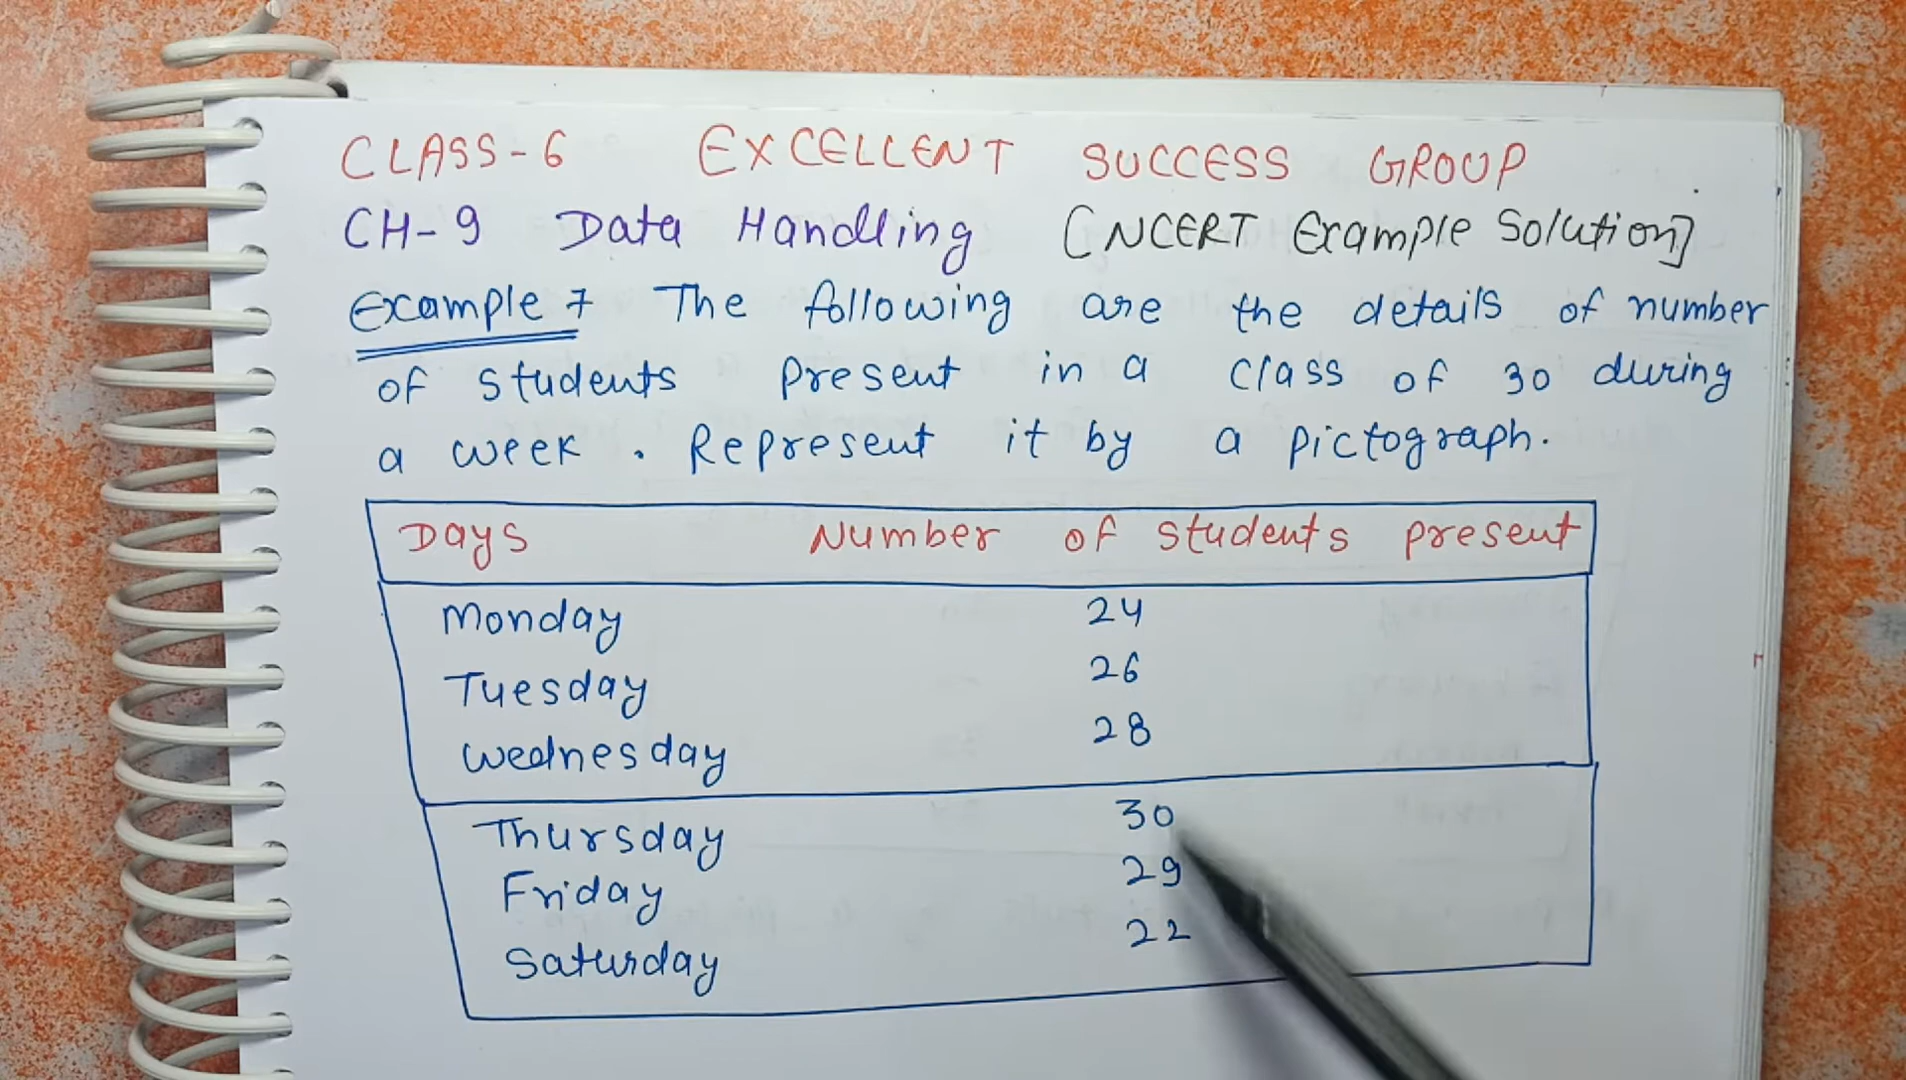 CLASS-6 EXCELLENT SUCCESS GROUP
CH-9 Data Handling [NCERT Example Solution]
Example 7 The following are the details of number
of students present in a class of 30 during
a week. Represent it by a pictograph.
Days Number of students present
Monday 24
Tuesday 26
Wednesday 28
Thursday 30
Friday 29
Saturday 22